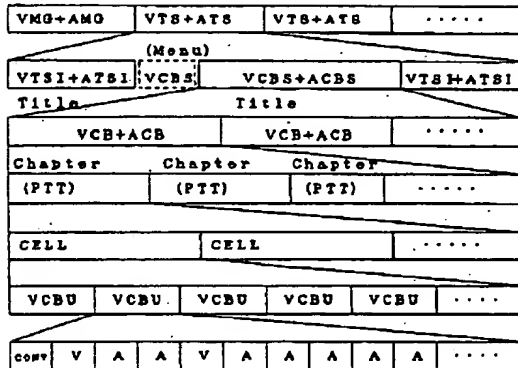 VMG+AMG VTS+ATS VTS+ATS ·····
(Menu)
VTSI+ATSI VCBS VCBS+ACBS VTSI+ATSI
Title Title
VCB+ACB VCB+ACB ·····
Chapter Chapter Chapter
(PTT) (PTT) (PTT) ·····
CELL CELL ·····
VCBU VCBU VCBU VCBU VCBU ····
CONT V A A V A A A A A ····